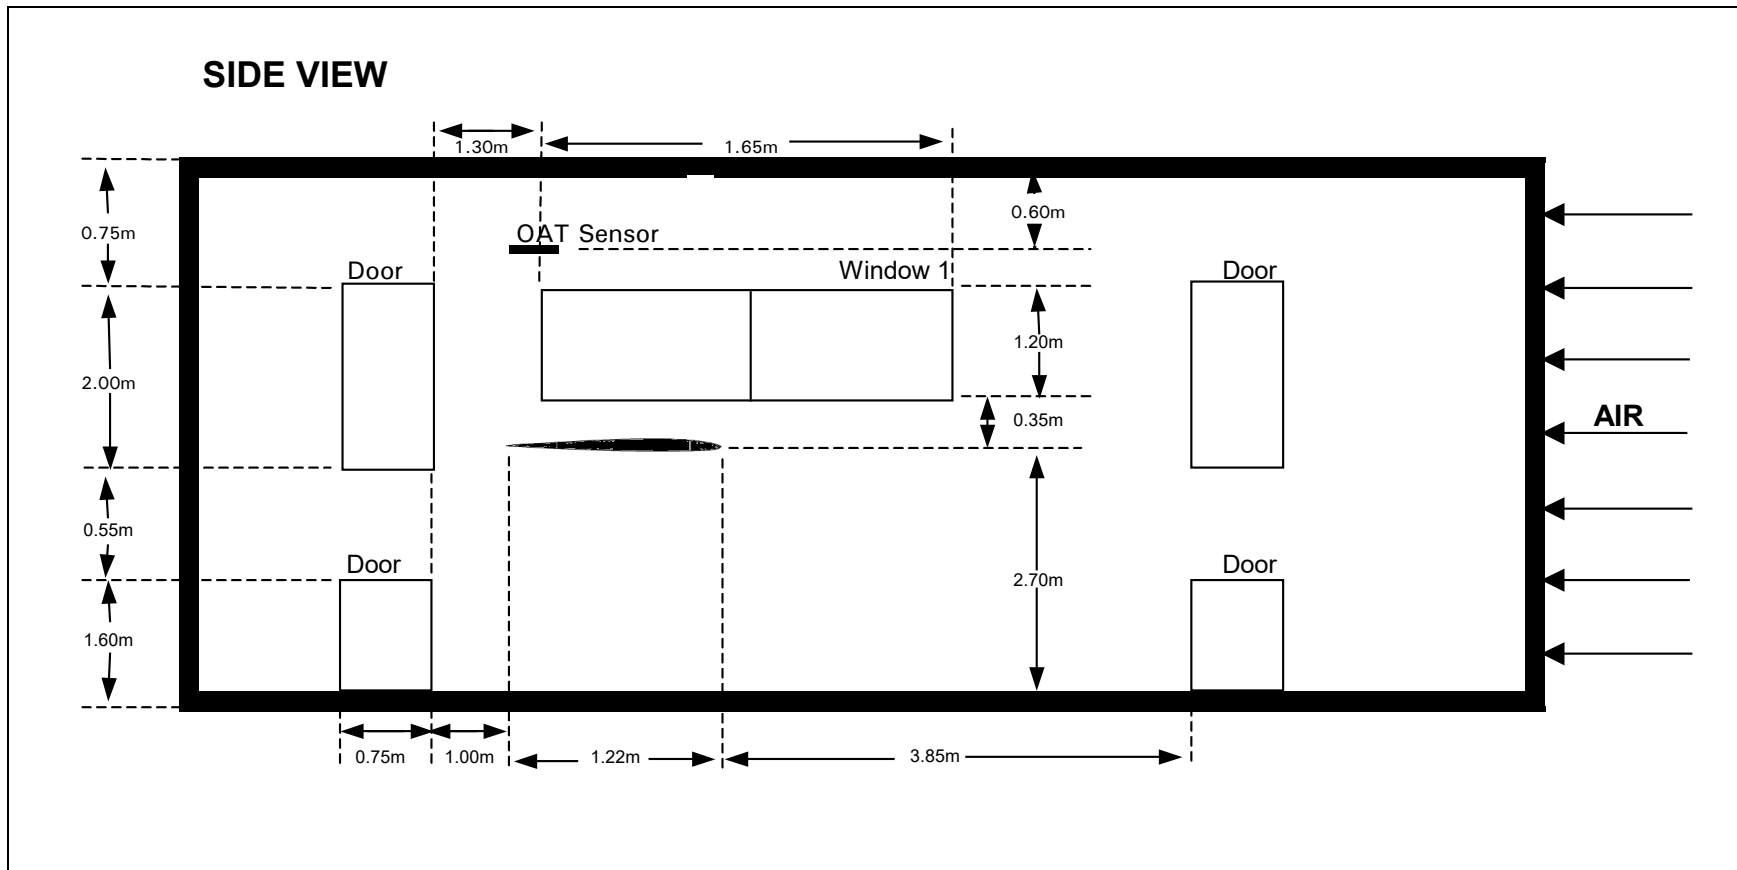 SIDE VIEW
1.30m
1.65m
0.75m
0.60m
OAT Sensor
Door
Window 1
Door
1.20m
2.00m
0.35m
AIR
0.55m
Door
Door
2.70m
1.60m
0.75m
1.00m
1.22m
3.85m